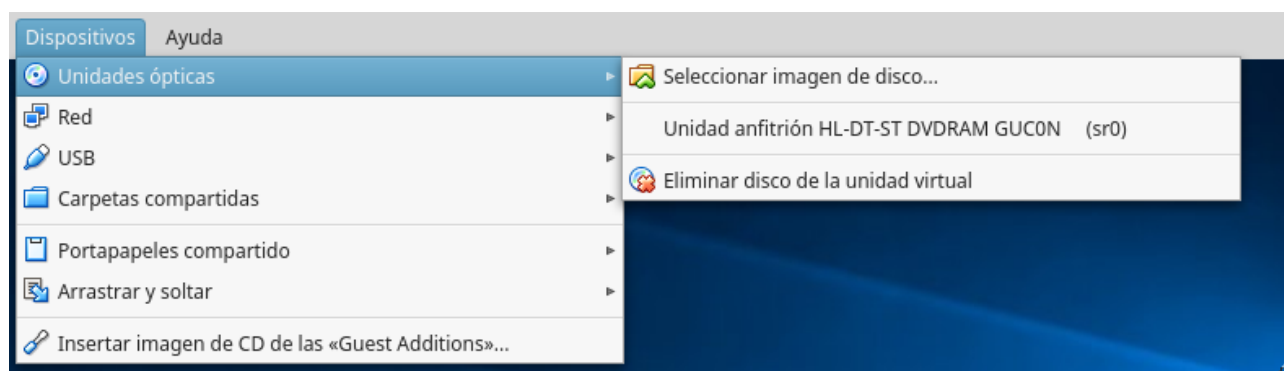 Dispositivos Ayuda
Unidades ópticas
Seleccionar imagen de disco...
Red
Unidad anfitrión HL-DT-ST DVDRAM GUC0N (sr0)
USB
Eliminar disco de la unidad virtual
Carpetas compartidas
Portapapeles compartido
Arrastrar y soltar
Insertar imagen de CD de las «Guest Additions»...